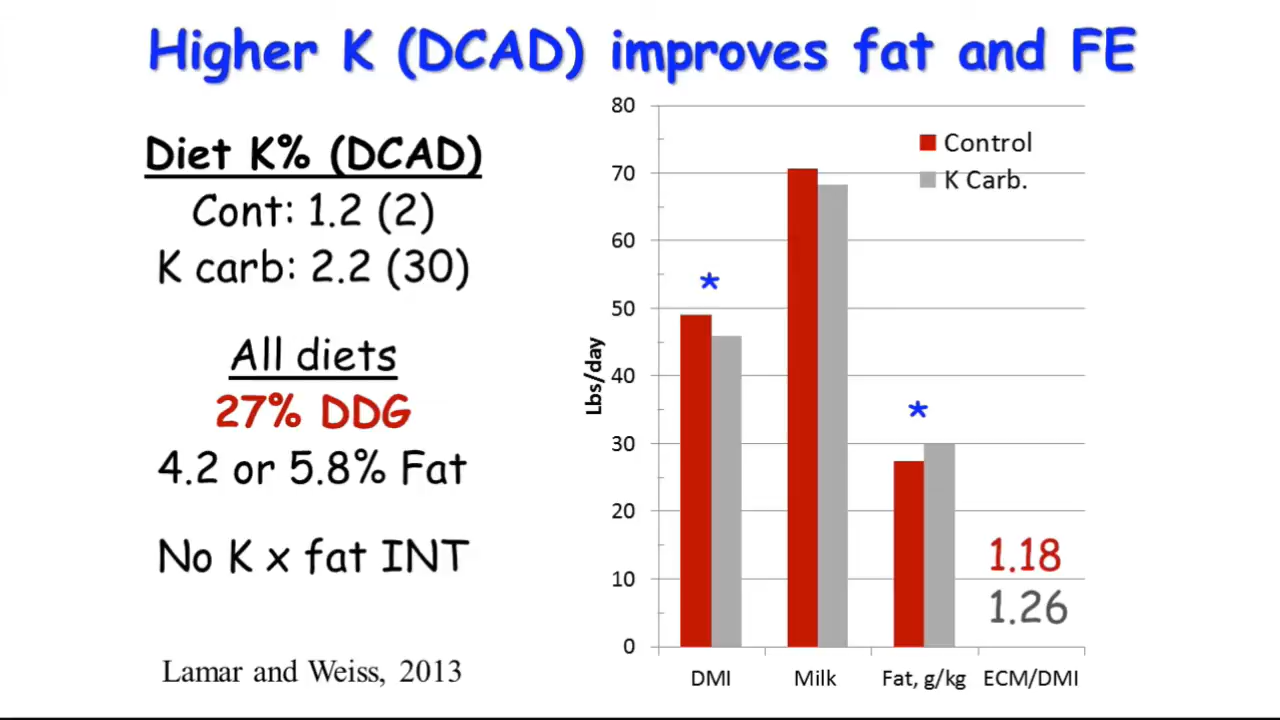 Higher K (DCAD) improves fat and FE
Diet K% (DCAD)
Cont: 1.2 (2)
K carb: 2.2 (30)
All diets
27% DDG
4.2 or 5.8% Fat
No K x fat INT
Lamar and Weiss, 2013
Lbs/day
80
70
60
50
40
30
20
10
0
Control
K Carb.
*
*
1.18
1.26
DMI
Milk
Fat, g/kg
ECM/DMI